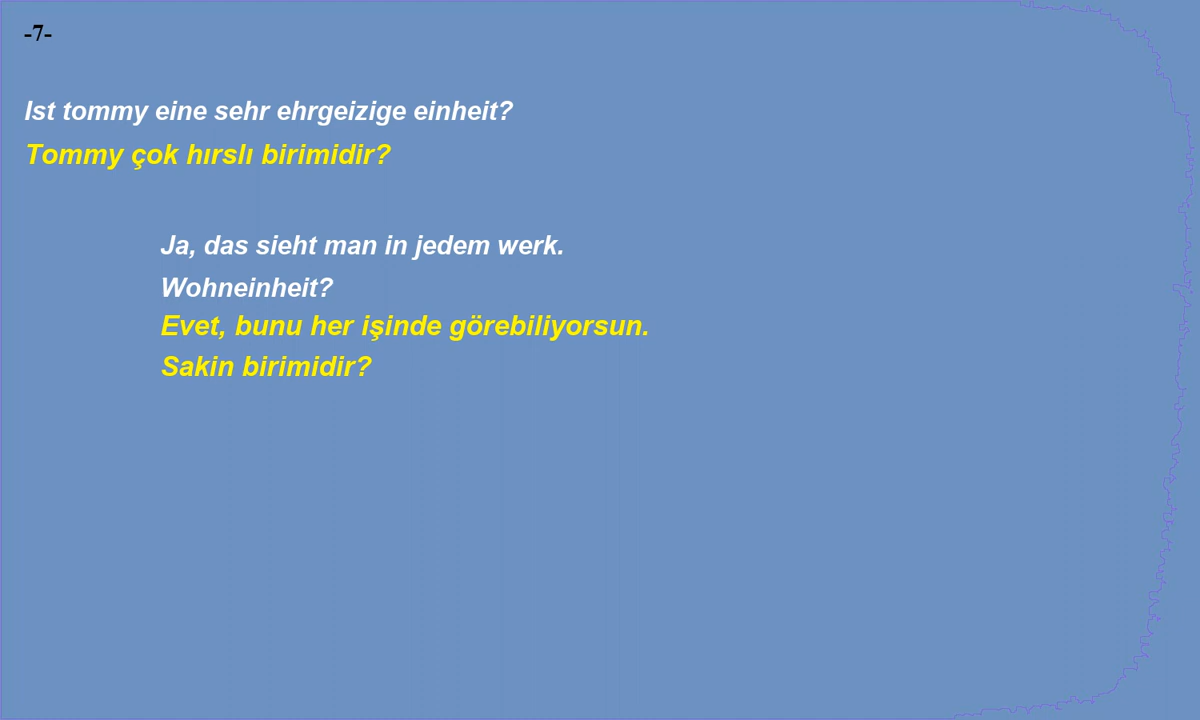 -7-
Ist tommy eine sehr ehrgeizige einheit?
Tommy çok hırslı birimidir?
Ja, das sieht man in jedem werk.
Wohneinheit?
Evet, bunu her işinde görebiliyorsun.
Sakin birimidir?